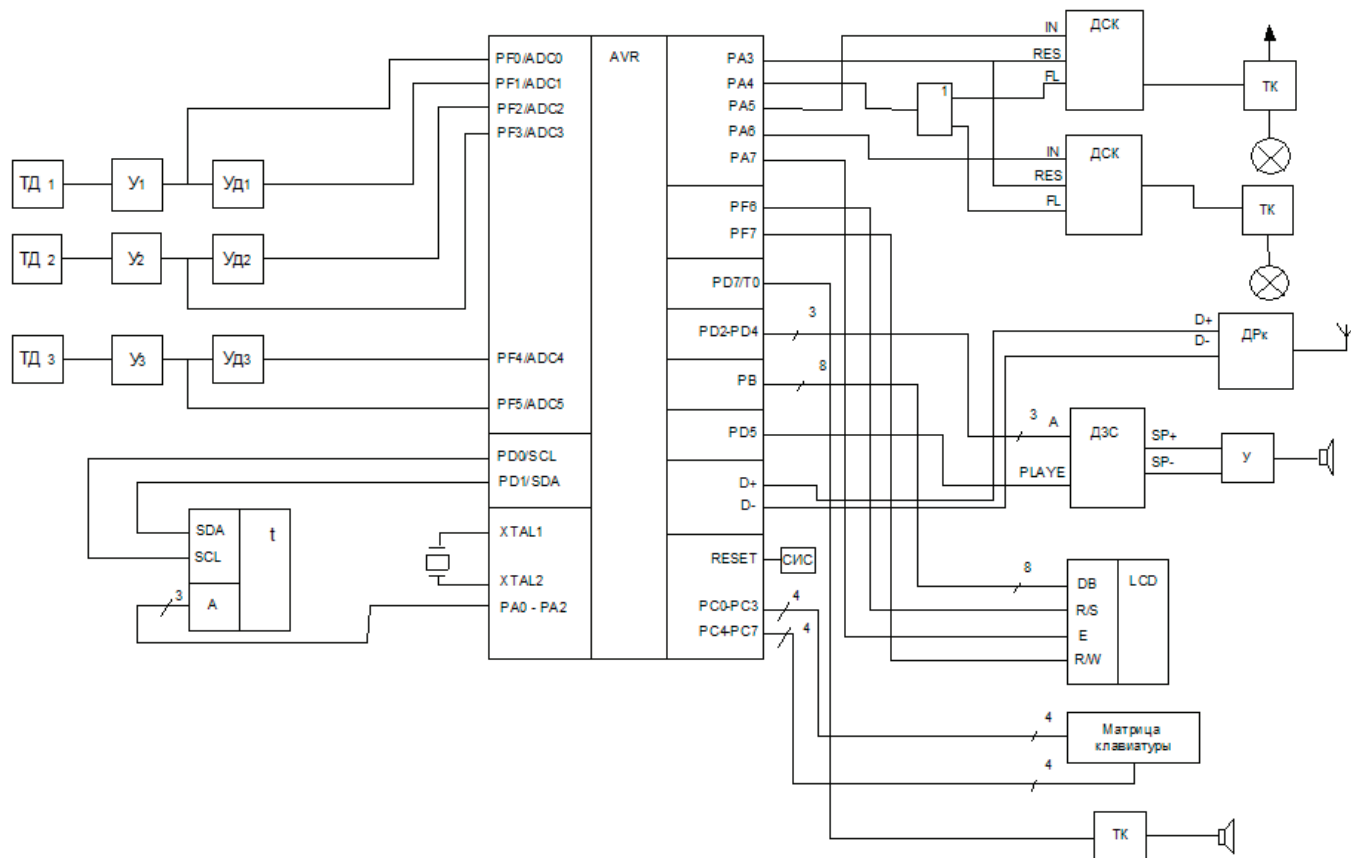 PF0/ADC0
PF1/ADC1
PF2/ADC2
PF3/ADC3
PF4/ADC4
PF5/ADC5
PD0/SCL
PD1/SDA
XTAL1
XTAL2
PA0 - PA2
AVR
PA3
PA4
PA5
PA6
PA7
PF6
PF7
PD7/T0
PD2-PD4
PB
PD5
D+
D-
RESET
PC0-PC3
PC4-PC7
ТД 1
У1
Уд1
ТД 2
У2
Уд2
ТД 3
У3
Уд3
SDA
SCL
t
A
3
СИС
3
8
4
4
1
IN
RES
FL
ДСК
ТК
IN
RES
FL
ДСК
ТК
D+
D-
ДРк
3
A
PLAYE
ДЗС
SP+
SP-
У
8
DB
R/S
E
R/W
LCD
4
Матрица
клавиатуры
4
ТК